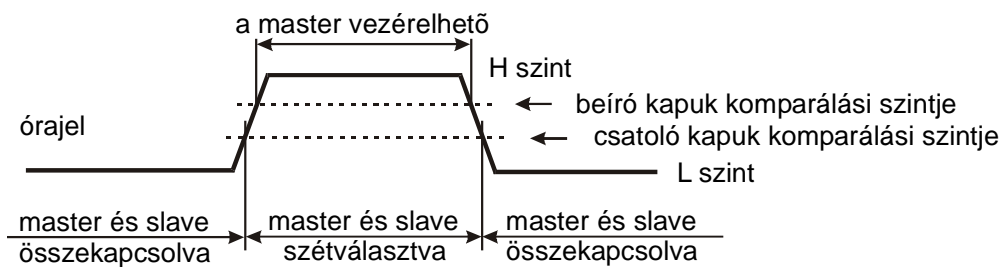 a master vezérelhetõ
H szint
beíró kapuk komparálási szintje
órajel
csatoló kapuk komparálási szintje
L szint
master és slave
összekapcsolva
master és slave
szétválasztva
master és slave
összekapcsolva